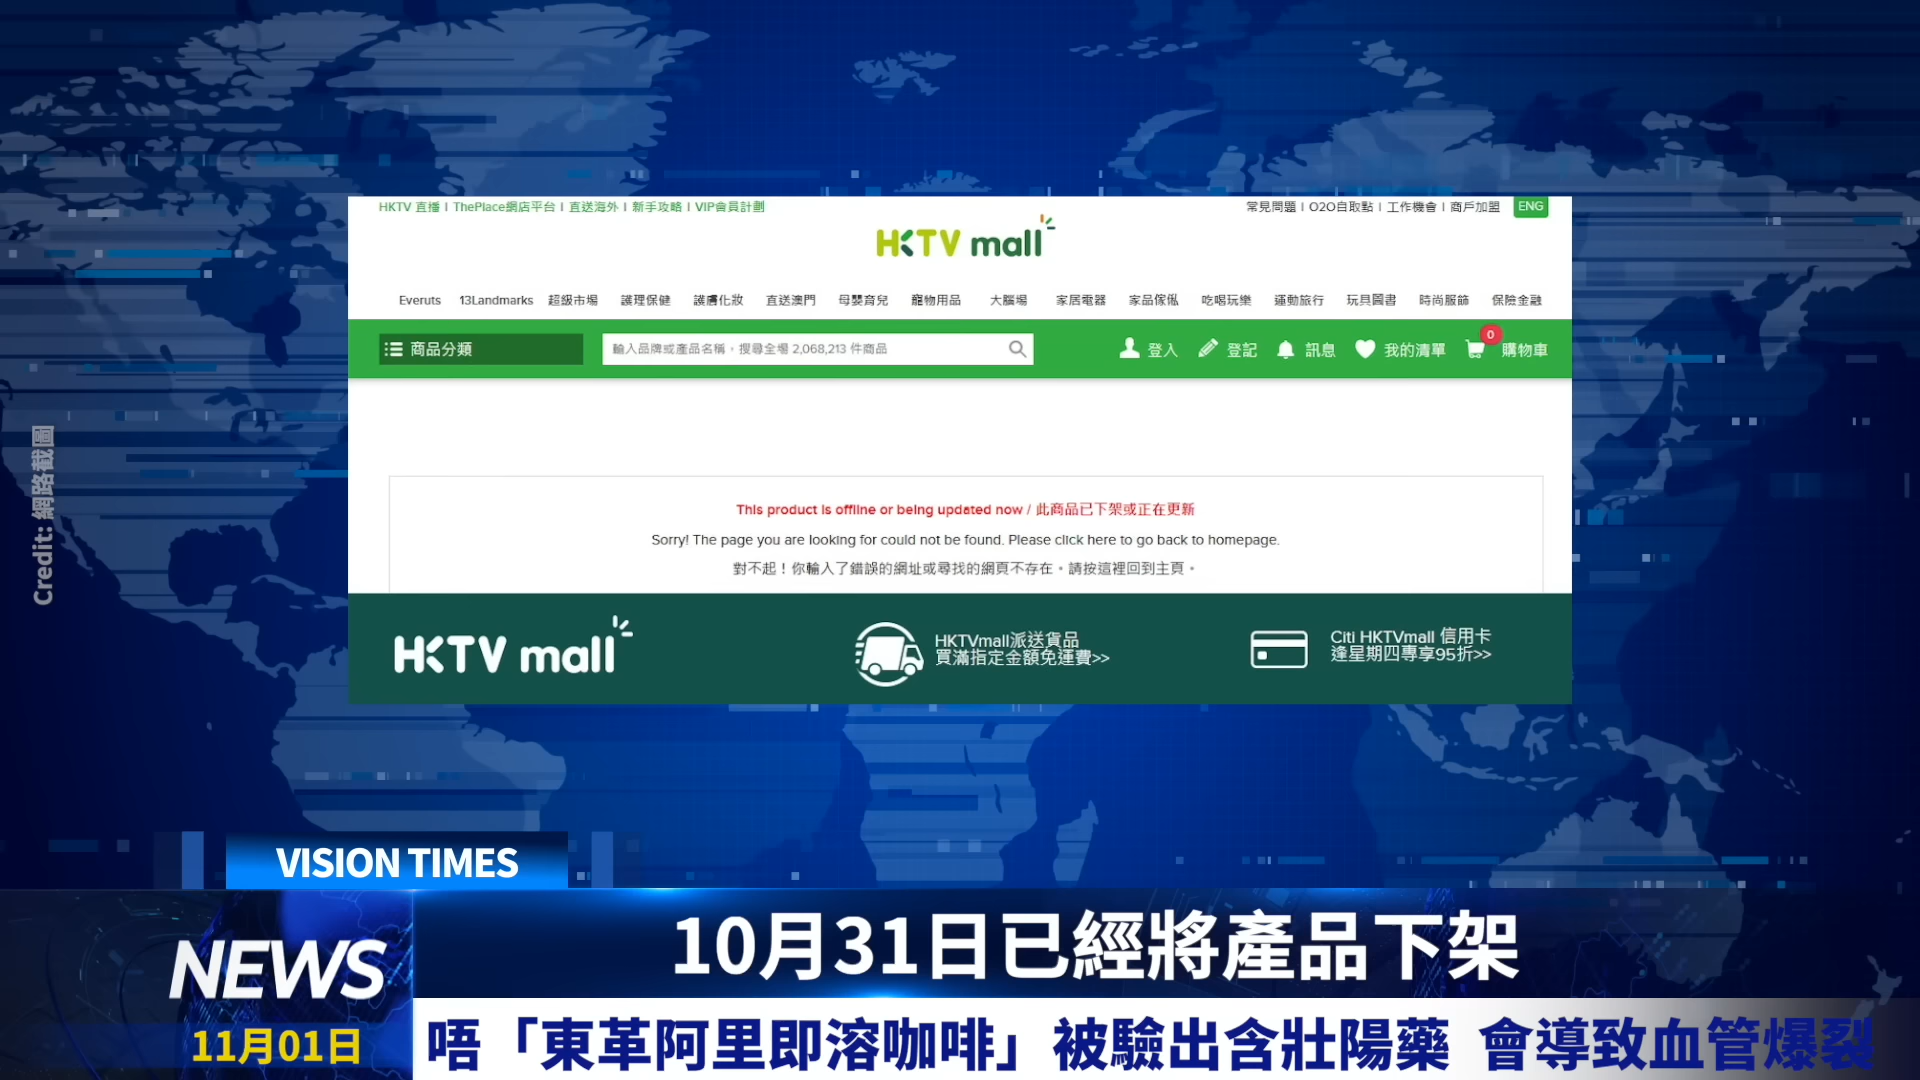 HKTV 直播 | ThePlace網店平台 | 直送海外 | 新手攻略 | VIP會員計劃
常見問題 | O2O自取點 | 工作機會 | 商戶加盟 ENG
HKTV mall
Everuts 13Landmarks 超級市場 護理保健 護膚化妝 直送澳門 母嬰育兒 寵物用品 大腦場 家居電器 家品傢俬 吃喝玩樂 運動旅行 玩具圖書 時尚服飾 保險金融
商品分類
輸入品牌或產品名稱,搜尋全場 2,068,213 件商品
登入 登記 訊息 我的清單 0 購物車
This product is offline or being updated now / 此商品已下架或正在更新
Sorry! The page you are looking for could not be found. Please click here to go back to homepage.
對不起!你輸入了錯誤的網址或尋找的網頁不存在。請按這裡回到主頁。
HKTV mall
HKTVmall派送貨品
買滿指定金額免運費>>
Citi HKTVmall 信用卡
逢星期四專享95折>>
Credit: 網路截圖
VISION TIMES
NEWS
10月31日已經將產品下架
11月01日
唔「東革阿里即溶咖啡」被驗出含壯陽藥 會導致血管爆裂